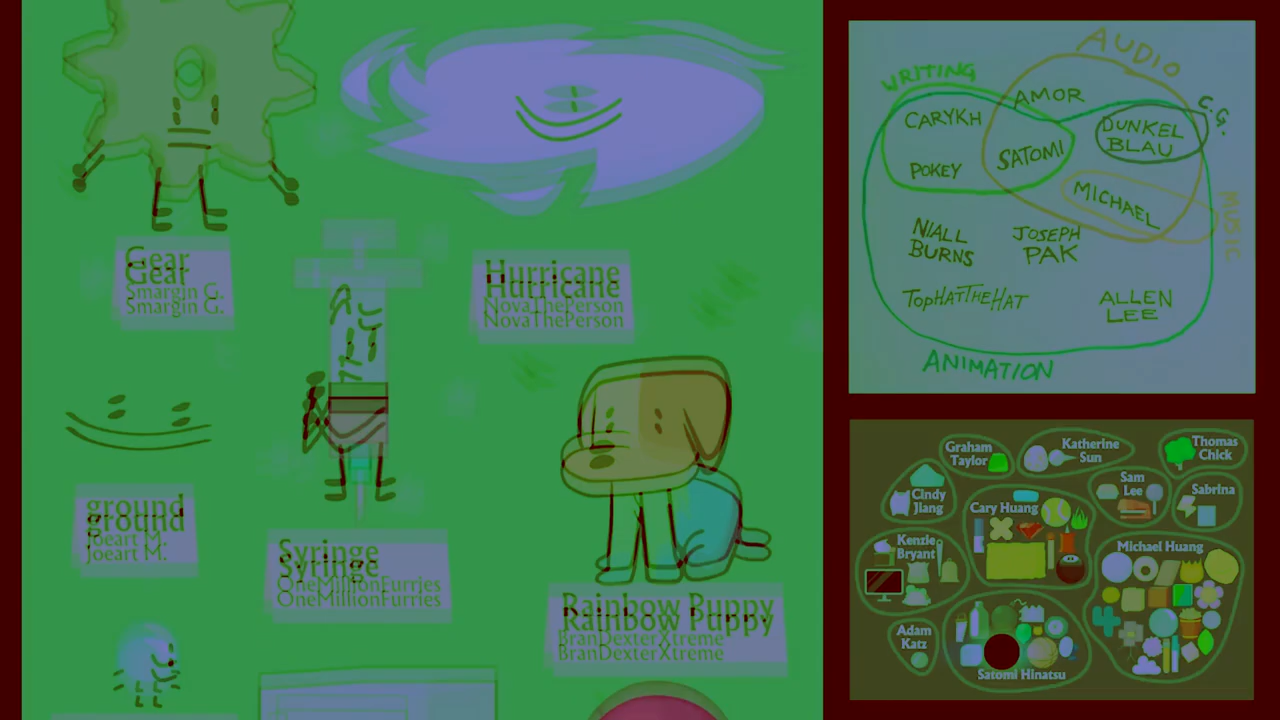 Gear
Gear
Smargin G.
Smargin G.
Hurricane
Hurricane
NovaThePerson
NovaThePerson
ground
ground
Joeart M.
Joeart M.
Syringe
Syringe
OneMillionFurries
OneMillionFurries
Rainbow Puppy
Rainbow Puppy
BranDexterXtreme
BranDexterXtreme
AUDIO
WRITING
C.G.
AMOR
CARYKH
DUNKEL
BLAU
SATOMI
POKEY
MICHAEL
MUSIC
NIALL
BURNS
JOSEPH
PAK
TOPHATTHEHAT
ALLEN
LEE
ANIMATION
Graham
Taylor
Katherine
Sun
Thomas
Chick
Cindy
Jiang
Cary Huang
Sam
Lee
Sabrina
Kenzie
Bryant
Michael Huang
Adam
Katz
Satomi Hinatsu